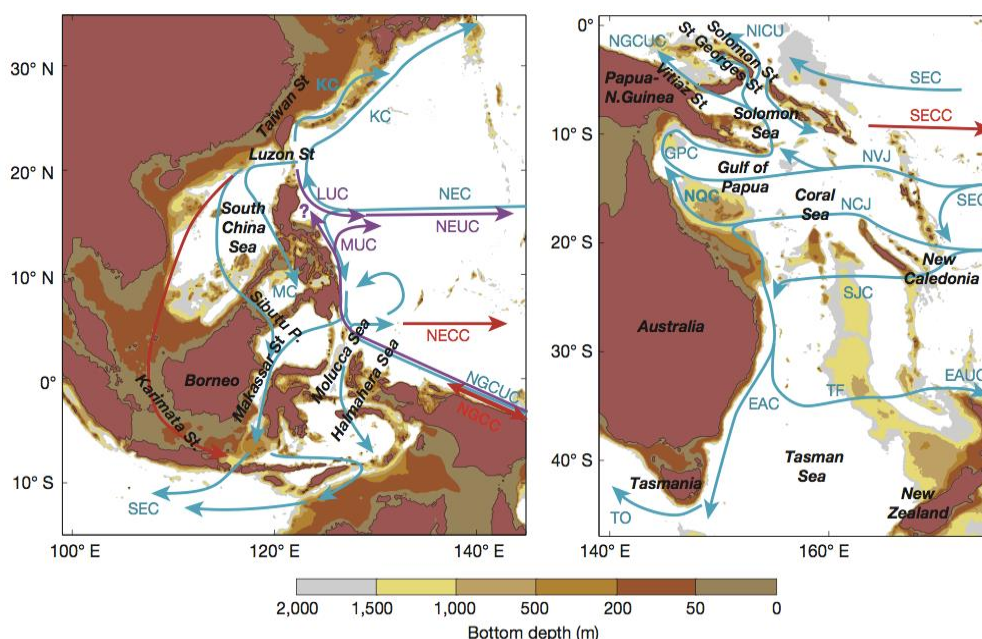 30° N
20° N
10° N
0°
10° S
100° E
120° E
140° E
KC
KC
Taiwan St
Luzon St
LUC
NEC
?
NEUC
MUC
South
China
Sea
MC
Sibutu P.
NECC
Makassar St
Molucca Sea
Halmahera Sea
Borneo
Karimata St.
NGCUC
NGCC
SEC
0°
10° S
20° S
30° S
40° S
140° E
160° E
NGCUC
St Georges St
Solomon St
NICU
Vitiaz St
Papua-
N.Guinea
SEC
SECC
Solomon
Sea
GPC
Gulf of
Papua
NVJ
NQC
Coral
Sea
NCJ
SEC
New
Caledonia
SJC
Australia
EAC
TF
EAUC
Tasman
Sea
Tasmania
New
Zealand
TO
2,000
1,500
1,000
500
200
50
0
Bottom depth (m)